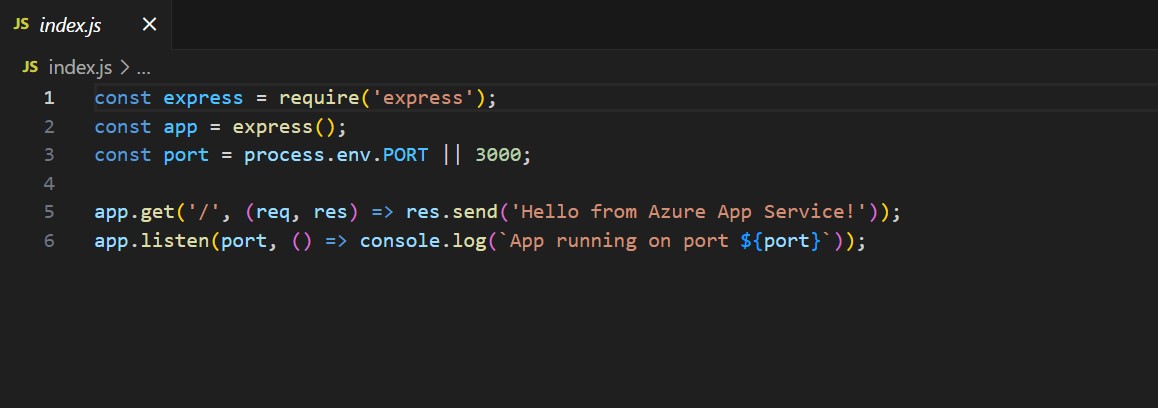 JS index.js ×
JS index.js > ...
1 const express = require('express');
2 const app = express();
3 const port = process.env.PORT || 3000;
4
5 app.get('/', (req, res) => res.send('Hello from Azure App Service!'));
6 app.listen(port, () => console.log(`App running on port ${port}`));